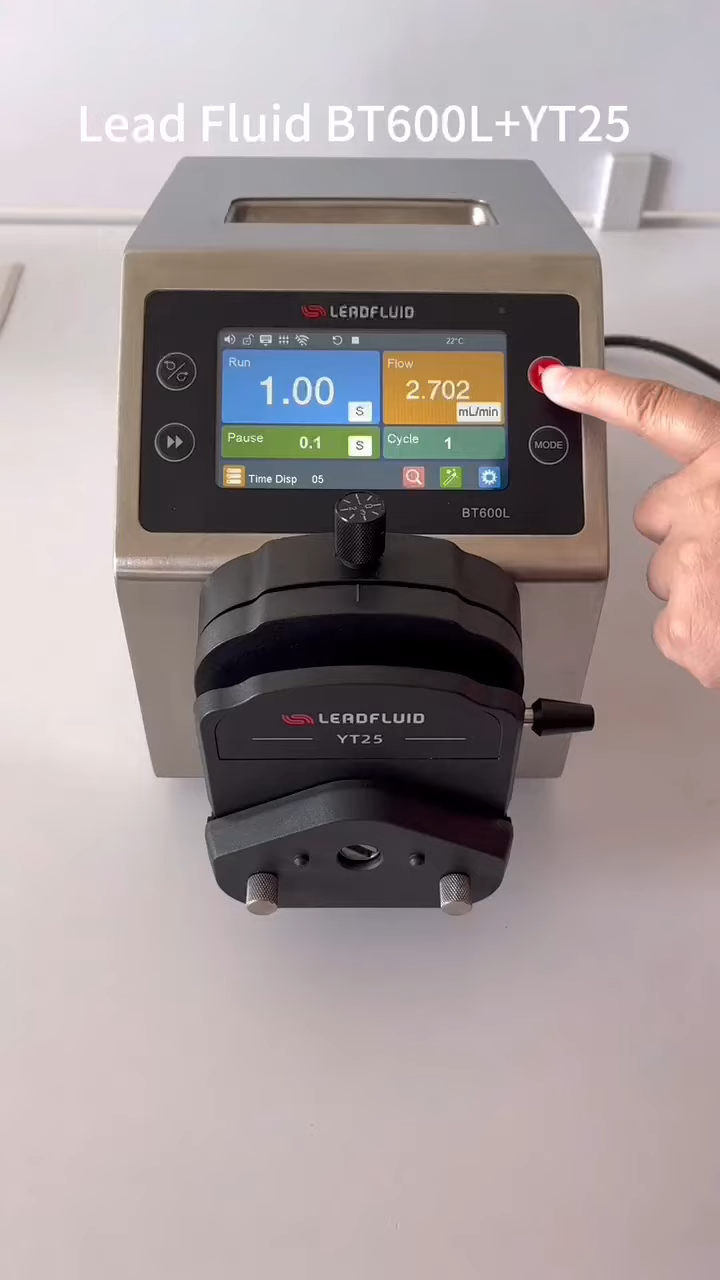 Lead Fluid BT600L+YT25
LEADFLUID
22°C
Run
1.00
S
Flow
2.702
mL/min
Pause
0.1
S
Cycle
1
Time Disp 05
MODE
BT600L
LEADFLUID
YT25